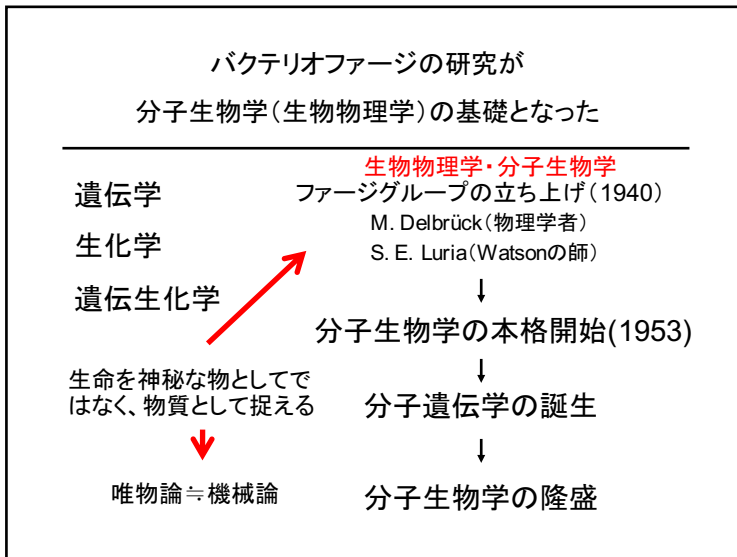 バクテリオファージの研究が
分子生物学(生物物理学)の基礎となった
遺伝学
生化学
遺伝生化学
生命を神秘な物としてで
はなく、物質として捉える
唯物論≒機械論
生物物理学・分子生物学
ファージグループの立ち上げ(1940)
M. Delbrück(物理学者)
S. E. Luria(Watsonの師)
分子生物学の本格開始(1953)
分子遺伝学の誕生
分子生物学の隆盛